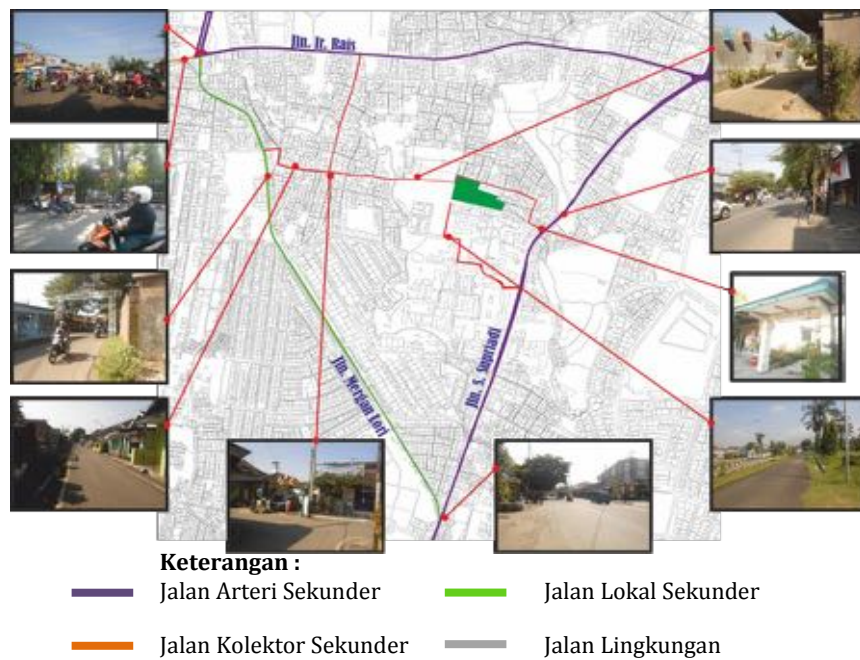 Jln. Ir. Rais
Jln. Mergan Lori
Jln. S. Supriadi
Keterangan :
Jalan Arteri Sekunder
Jalan Lokal Sekunder
Jalan Kolektor Sekunder
Jalan Lingkungan